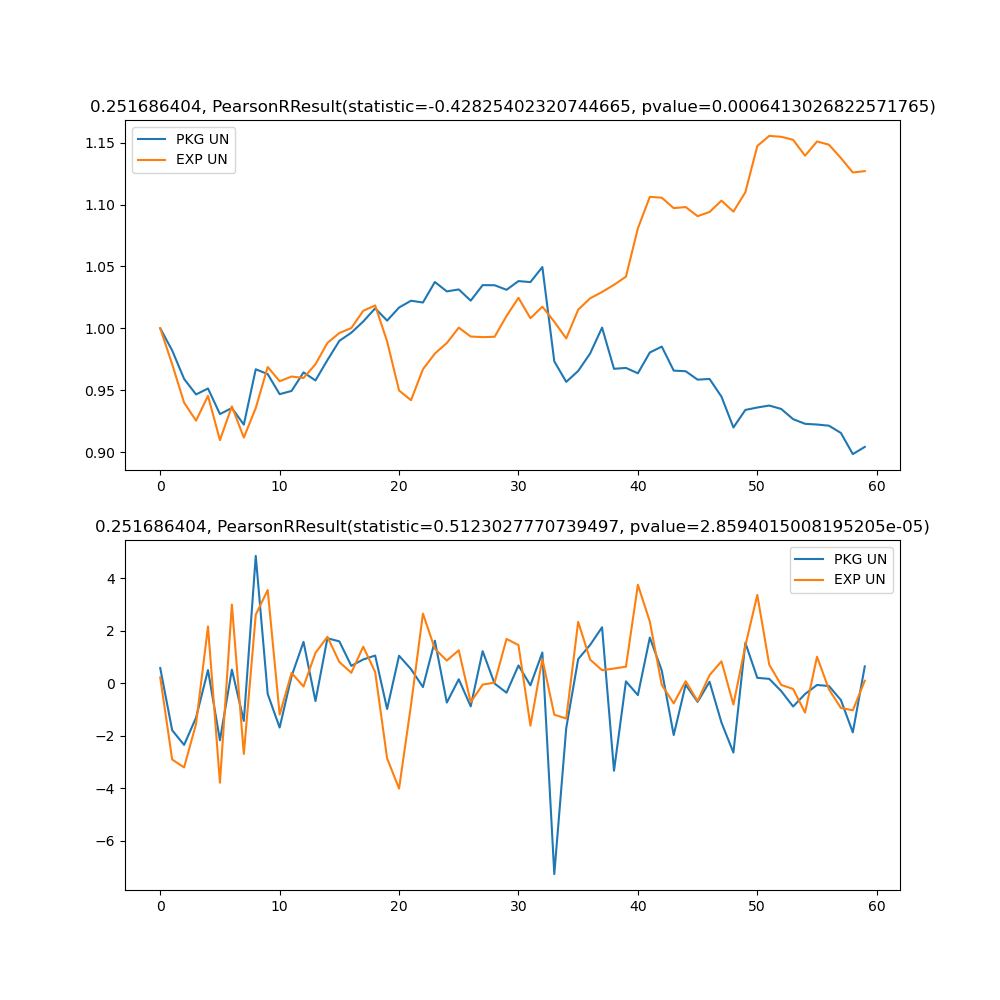 0.251686404, PearsonRResult(statistic=-0.42825402320744665, pvalue=0.0006413026822571765)
PKG UN
EXP UN
1.15
1.10
1.05
1.00
0.95
0.90
0 10 20 30 40 50 60
0.251686404, PearsonRResult(statistic=0.5123027770739497, pvalue=2.8594015008195205e-05)
PKG UN
EXP UN
4
2
0
−2
−4
−6
0 10 20 30 40 50 60